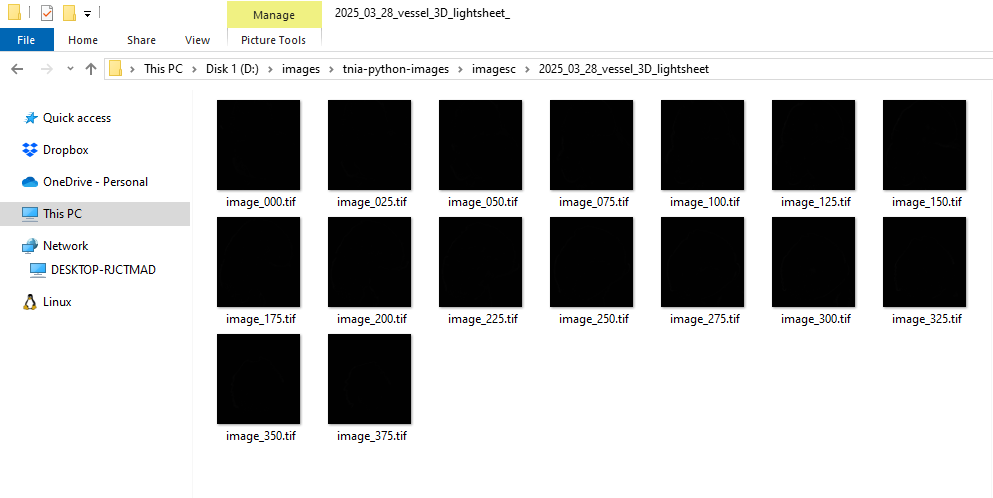 Manage
2025_03_28_vessel_3D_lightsheet_
File Home Share View Picture Tools
This PC > Disk 1 (D:) > images > tnia-python-images > imagesc > 2025_03_28_vessel_3D_lightsheet
Quick access
Dropbox
OneDrive - Personal
This PC
Network
DESKTOP-RJCTMAD
Linux
image_000.tif image_025.tif image_050.tif image_075.tif image_100.tif image_125.tif image_150.tif
image_175.tif image_200.tif image_225.tif image_250.tif image_275.tif image_300.tif image_325.tif
image_350.tif image_375.tif